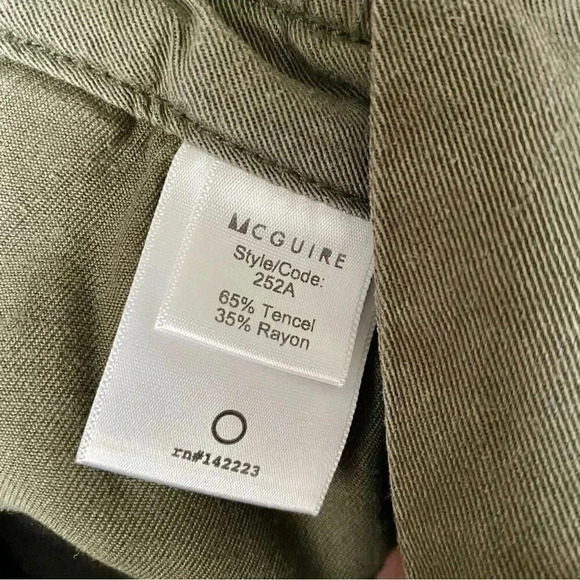 MCGUIRE
Style/Code:
252A
65% Tencel
35% Rayon
rn#142223